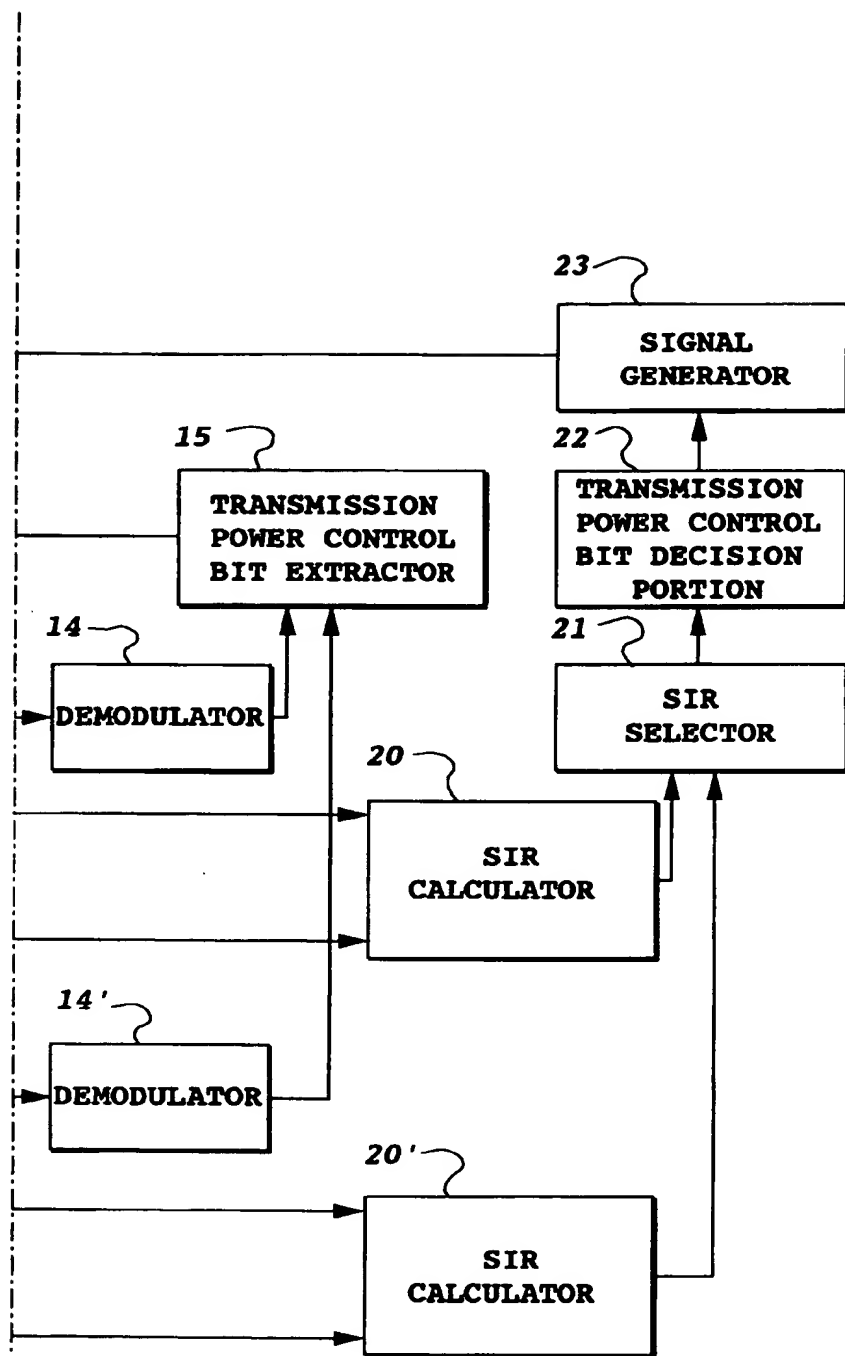 23
SIGNAL
GENERATOR
15
22
TRANSMISSION
POWER CONTROL
BIT EXTRACTOR
TRANSMISSION
POWER CONTROL
BIT DECISION
PORTION
14
21
DEMODULATOR
SIR
SELECTOR
20
SIR
CALCULATOR
14'
DEMODULATOR
20'
SIR
CALCULATOR